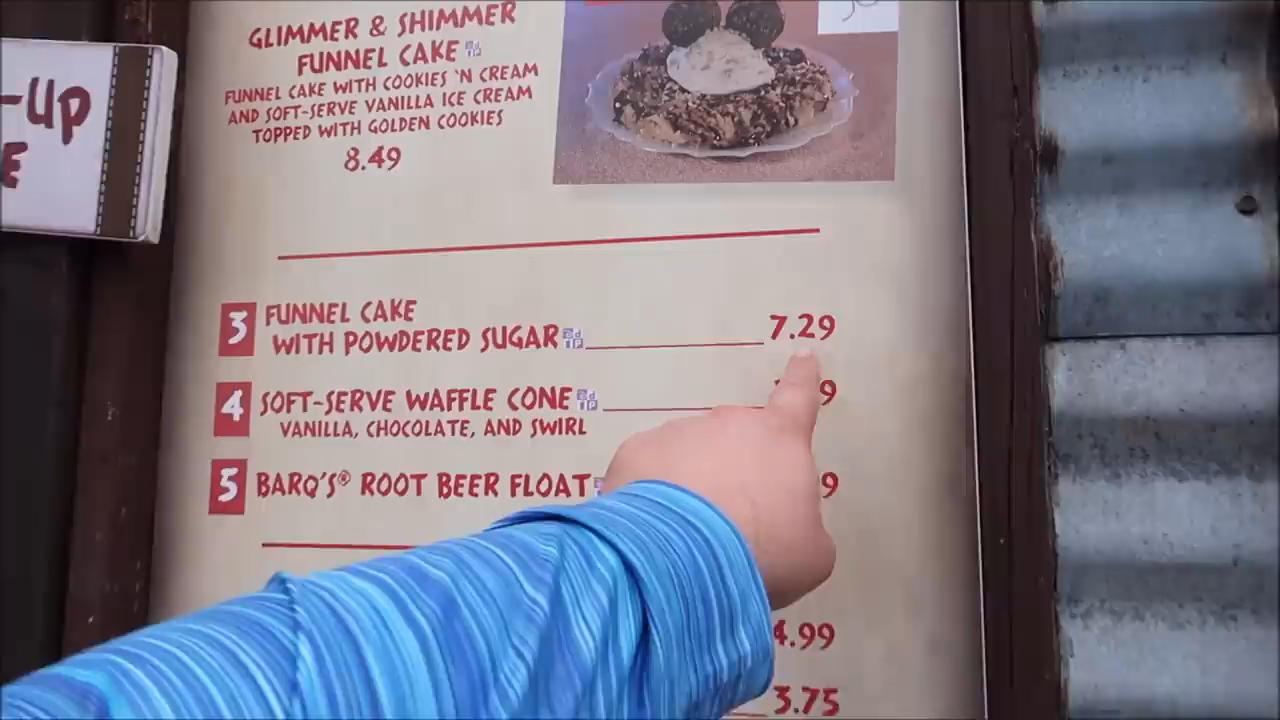 GLIMMER & SHIMMER
FUNNEL CAKE
FUNNEL CAKE WITH COOKIES 'N CREAM
AND SOFT-SERVE VANILLA ICE CREAM
TOPPED WITH GOLDEN COOKIES
8.49
-UP
E
3 FUNNEL CAKE
WITH POWDERED SUGAR 7.29
4 SOFT-SERVE WAFFLE CONE 9
VANILLA, CHOCOLATE, AND SWIRL
5 BARQ'S® ROOT BEER FLOAT 9
4.99
3.75